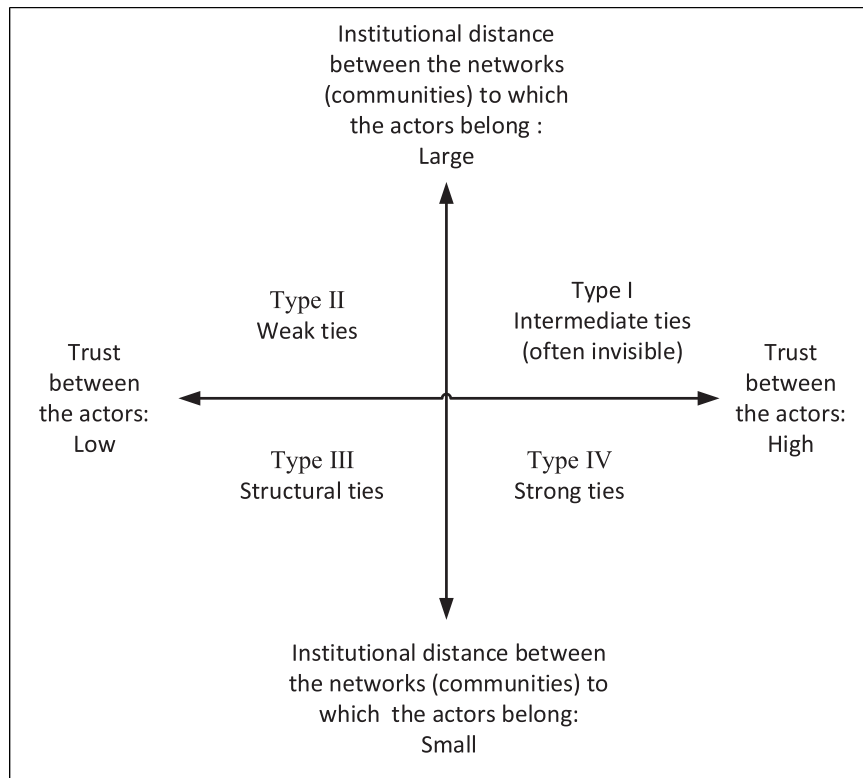 Institutional distance
between the networks
(communities) to which
the actors belong :
Large
Type II
Weak ties
Type I
Intermediate ties
(often invisible)
Trust
between
the actors:
Low
Trust
between
the actors:
High
Type III
Structural ties
Type IV
Strong ties
Institutional distance between
the networks (communities) to
which the actors belong:
Small